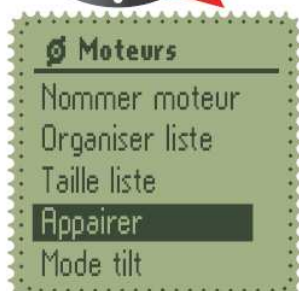 Moteurs
Nommer moteur
Organiser liste
Taille liste
Appairer
Mode tilt